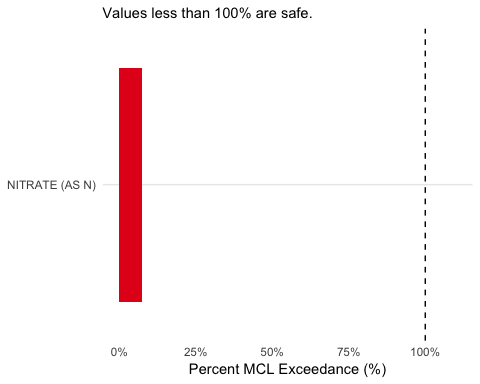 Values less than 100% are safe.
NITRATE (AS N)
0% 25% 50% 75% 100%
Percent MCL Exceedance (%)